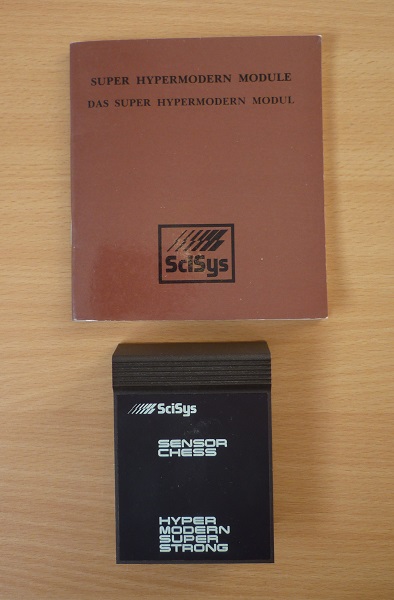 SUPER HYPERMODERN MODULE
DAS SUPER HYPERMODERN MODUL
SciSys
SciSys
SENSOR
CHESS
HYPER
MODERN
SUPER
STRONG